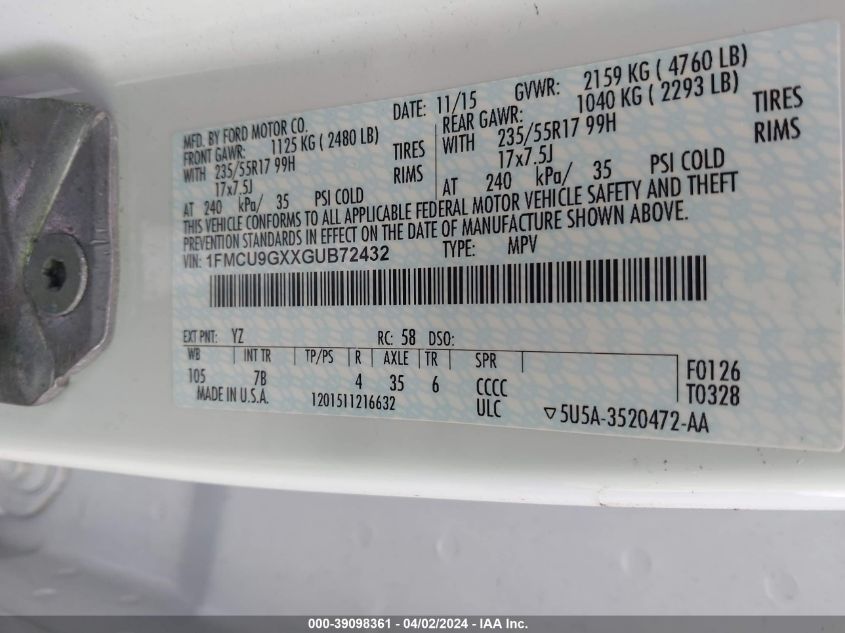 MFD. BY FORD MOTOR CO. DATE: 11/15 GVWR: 2159 KG ( 4760 LB)
FRONT GAWR: 1125 KG ( 2480 LB) REAR GAWR: 1040 KG ( 2293 LB)
WITH 235/55R17 99H TIRES WITH 235/55R17 99H TIRES
17x7.5J RIMS 17x7.5J RIMS
AT 240 kPa/ 35 PSI COLD AT 240 kPa/ 35 PSI COLD
THIS VEHICLE CONFORMS TO ALL APPLICABLE FEDERAL MOTOR VEHICLE SAFETY AND THEFT
PREVENTION STANDARDS IN EFFECT ON THE DATE OF MANUFACTURE SHOWN ABOVE.
VIN: 1FMCU9GXXGUB72432 TYPE: MPV
EXT PNT: YZ RC: 58 DSO:
WB INT TR TP/PS R AXLE TR SPR F0126
105 7B 4 35 6 CCCC T0328
MADE IN U.S.A. 1201511216632 ULC ▽5U5A-3520472-AA
000-39098361 - 04/02/2024 - IAA Inc.